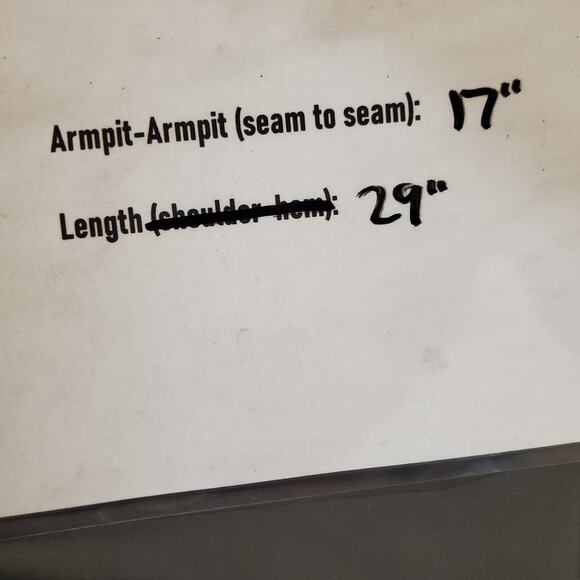 Armpit-Armpit (seam to seam): 17"
Length (shoulder-hem): 29"